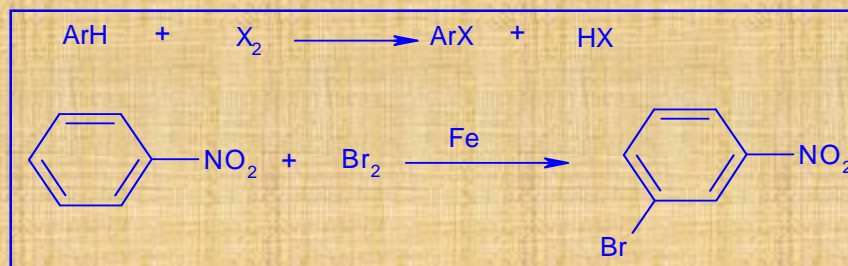 ArH + X₂ ArX + HX
Fe
NO₂ + Br₂ NO₂
Br